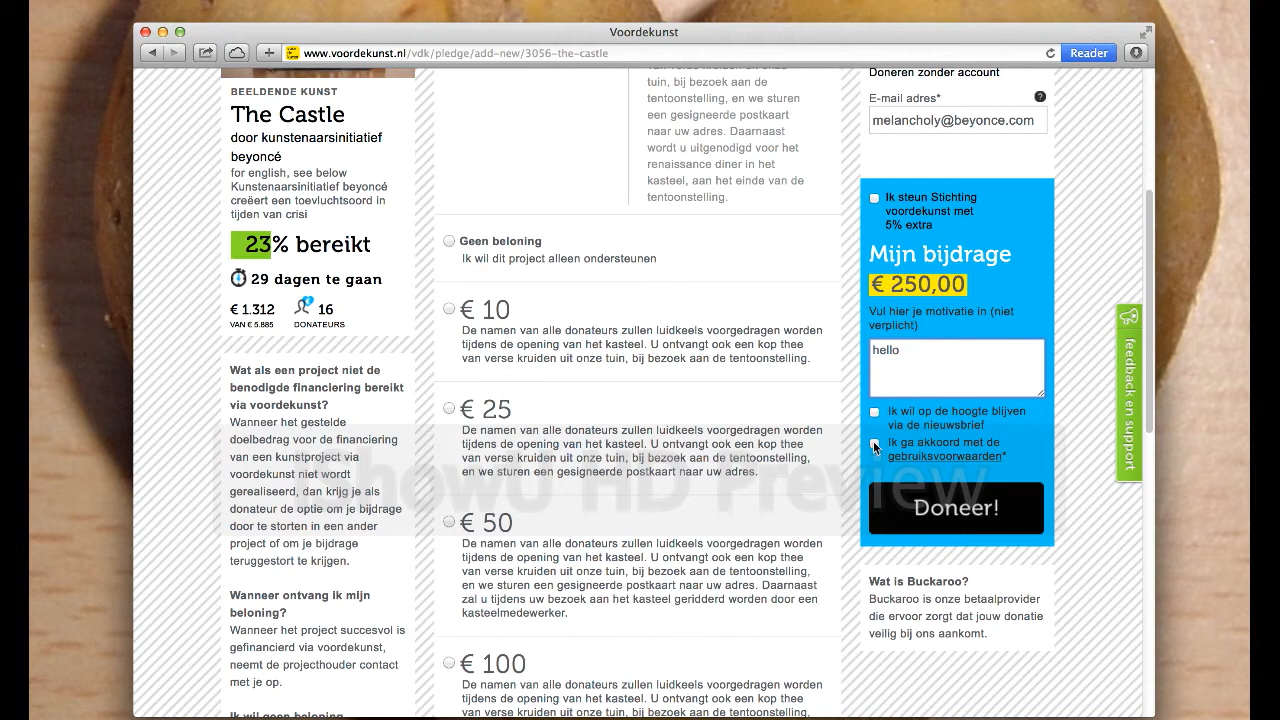 Voordekunst
www.voordekunst.nl/vdk/pledge/add-new/3056-the-castle
Reader
BEELDENDE KUNST
The Castle
door kunstenaarsinitiatief
beyoncé
for english, see below
Kunstenaarsinitiatief beyoncé
creëert een toevluchtsoord in
tijden van crisi
23% bereikt
29 dagen te gaan
€ 1.312
VAN € 5.885
16
DONATEURS
Wat als een project niet de
benodigde financiering bereikt
via voordekunst?
Wanneer het gestelde
doelbedrag voor de financiering
van een kunstproject via
voordekunst niet wordt
gerealiseerd, dan krijg je als
donateur de optie om je bijdrage
door te storten in een ander
project of om je bijdrage
teruggestort te krijgen.
Wanneer ontvang ik mijn
beloning?
Wanneer het project succesvol is
gefinancierd via voordekunst,
neemt de projecthouder contact
met je op.
tuin, bij bezoek aan de
tentoonstelling, en we sturen
een gesigneerde postkaart
naar uw adres. Daarnaast
wordt u uitgenodigd voor het
renaissance diner in het
kasteel, aan het einde van de
tentoonstelling.
Geen beloning
Ik wil dit project alleen ondersteunen
€ 10
De namen van alle donateurs zullen luidkeels voorgedragen worden
tijdens de opening van het kasteel. U ontvangt ook een kop thee
van verse kruiden uit onze tuin, bij bezoek aan de tentoonstelling.
€ 25
De namen van alle donateurs zullen luidkeels voorgedragen worden
tijdens de opening van het kasteel. U ontvangt ook een kop thee
van verse kruiden uit onze tuin, bij bezoek aan de tentoonstelling,
en we sturen een gesigneerde postkaart naar uw adres.
€ 50
De namen van alle donateurs zullen luidkeels voorgedragen worden
tijdens de opening van het kasteel. U ontvangt ook een kop thee
van verse kruiden uit onze tuin, bij bezoek aan de tentoonstelling,
en we sturen een gesigneerde postkaart naar uw adres. Daarnaast
zal u tijdens uw bezoek aan het kasteel geridderd worden door een
kasteelmedewerker.
€ 100
De namen van alle donateurs zullen luidkeels voorgedragen worden
tijdens de opening van het kasteel. U ontvangt ook een kop thee
van verse kruiden uit onze tuin, bij bezoek aan de tentoonstelling,
Doneren zonder account
E-mail adres*
?
melancholy@beyonce.com
Ik steun Stichting
voordekunst met
5% extra
Mijn bijdrage
€ 250,00
Vul hier je motivatie in (niet
verplicht)
hello
Ik wil op de hoogte blijven
via de nieuwsbrief
Ik ga akkoord met de
gebruiksvoorwaarden*
Doneer!
Wat is Buckaroo?
Buckaroo is onze betaalprovider
die ervoor zorgt dat jouw donatie
veilig bij ons aankomt.
feedback en support
HD Preview